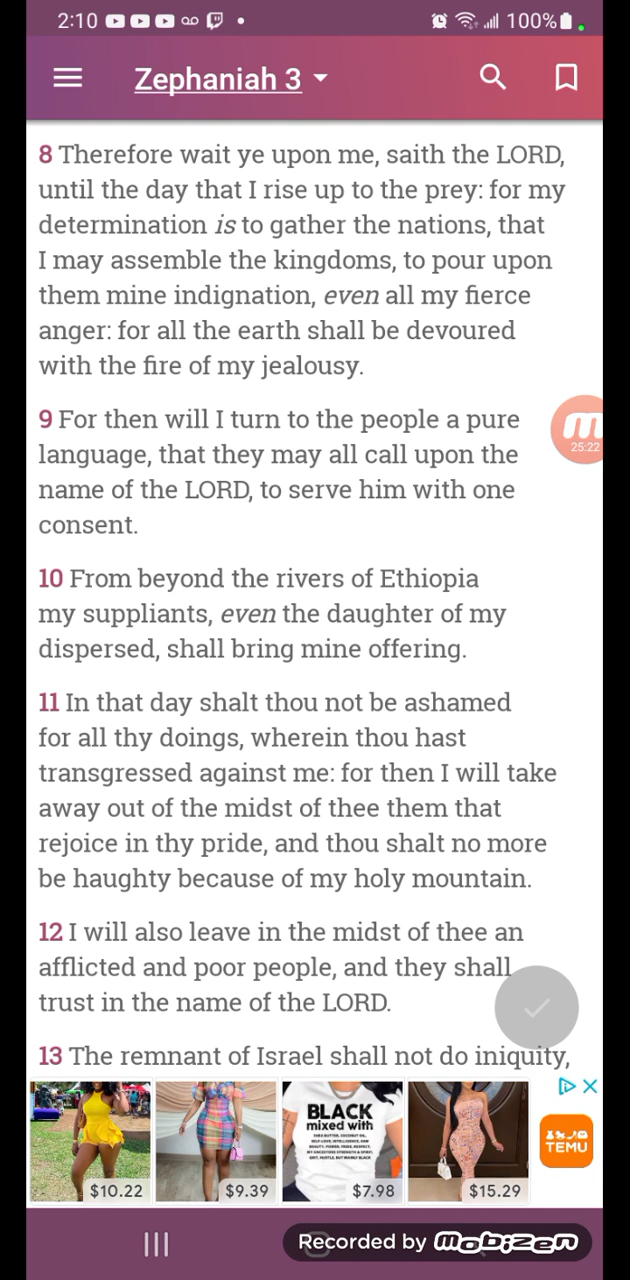 2:10 100%
Zephaniah 3
8 Therefore wait ye upon me, saith the LORD,
until the day that I rise up to the prey: for my
determination is to gather the nations, that
I may assemble the kingdoms, to pour upon
them mine indignation, even all my fierce
anger: for all the earth shall be devoured
with the fire of my jealousy.
9 For then will I turn to the people a pure
language, that they may all call upon the
name of the LORD, to serve him with one
consent.
25:22
10 From beyond the rivers of Ethiopia
my suppliants, even the daughter of my
dispersed, shall bring mine offering.
11 In that day shalt thou not be ashamed
for all thy doings, wherein thou hast
transgressed against me: for then I will take
away out of the midst of thee them that
rejoice in thy pride, and thou shalt no more
be haughty because of my holy mountain.
12 I will also leave in the midst of thee an
afflicted and poor people, and they shall
trust in the name of the LORD.
13 The remnant of Israel shall not do iniquity,
BLACK
mixed with
TEMU
$10.22 $9.39 $7.98 $15.29
Recorded by mobizen